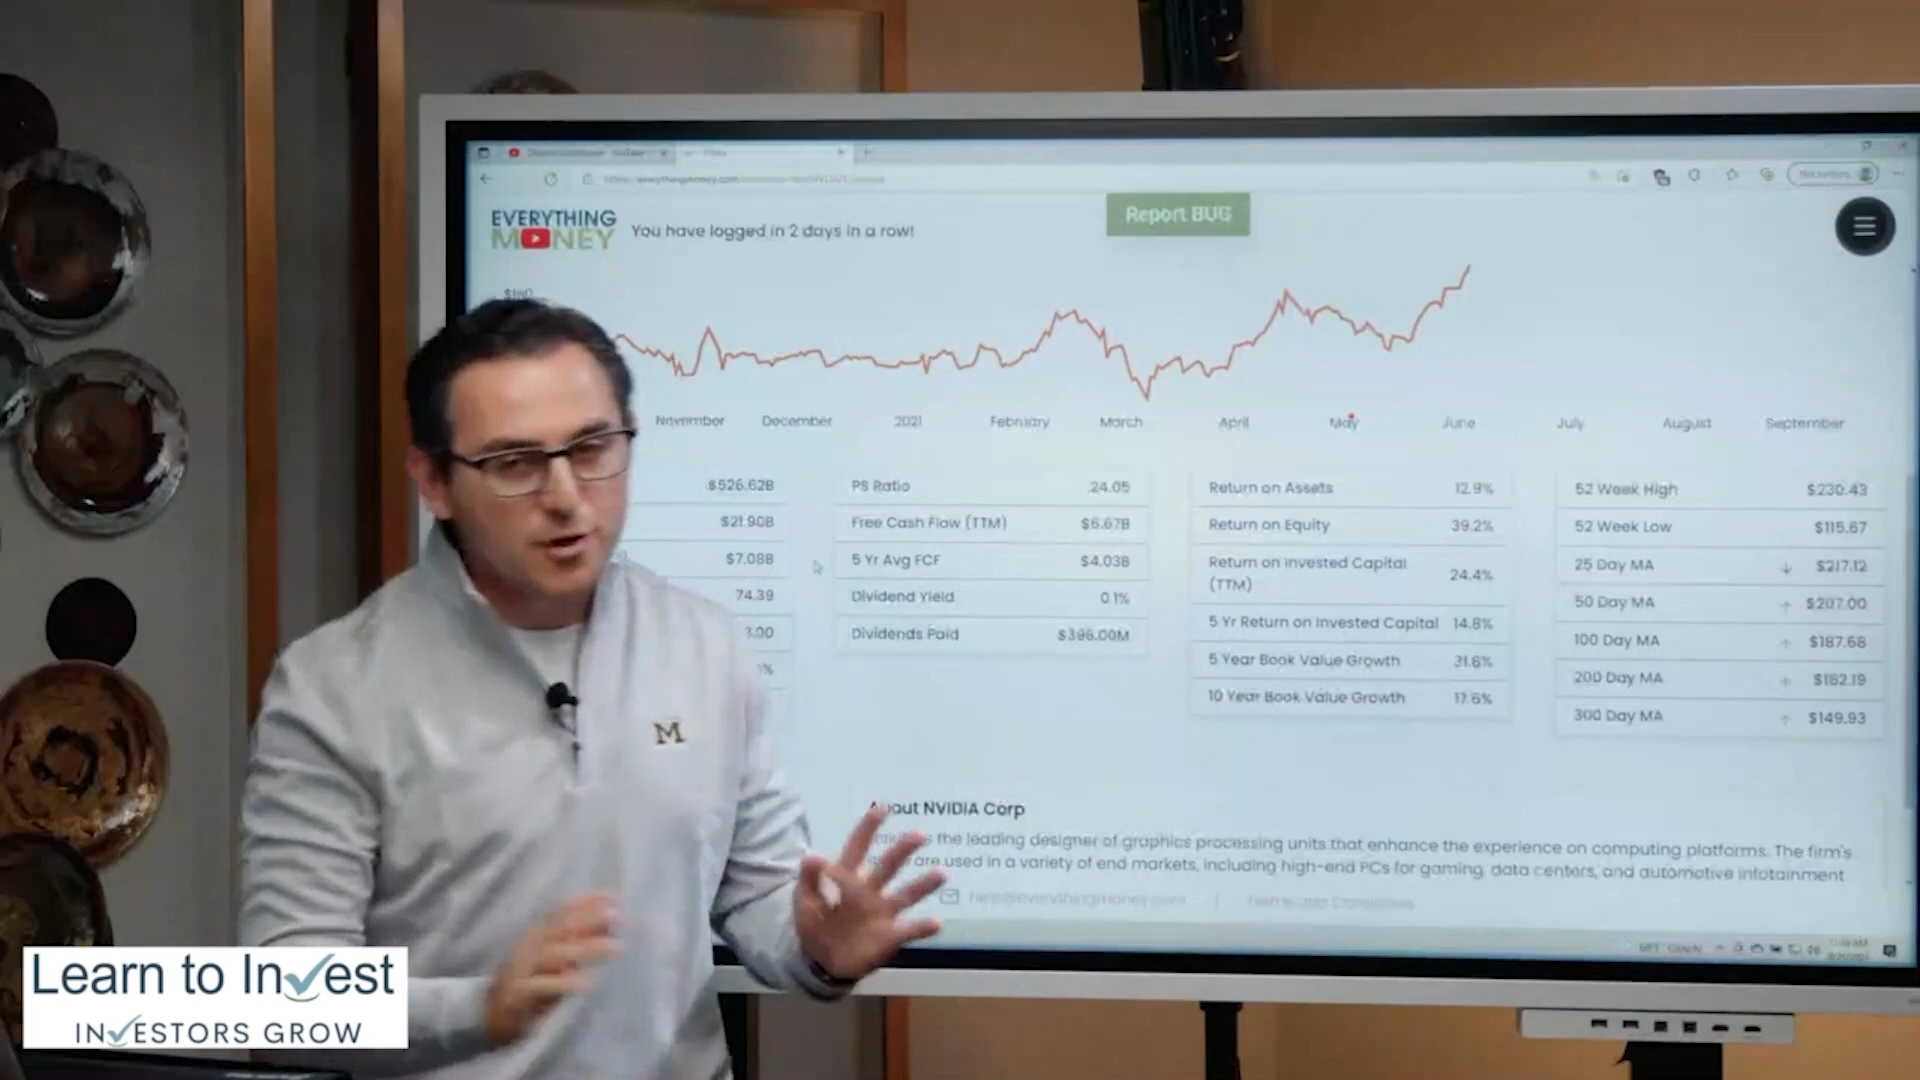 EVERYTHING
MONEY
You have logged in 2 days in a row!
Report BUG
November December 2021 February March April May June July August September
$526.62B
$21.90B
$7.08B
74.39
PS Ratio 24.05
Free Cash Flow (TTM) $6.67B
5 Yr Avg FCF $4.03B
Dividend Yield 0.1%
Dividends Paid $396.00M
Return on Assets 12.9%
Return on Equity 39.2%
Return on Invested Capital
(TTM) 24.4%
5 Yr Return on Invested Capital 14.8%
5 Year Book Value Growth 31.6%
10 Year Book Value Growth 17.6%
52 Week High $230.43
52 Week Low $115.67
25 Day MA $217.12
50 Day MA $207.00
100 Day MA $187.68
200 Day MA $162.19
300 Day MA $149.93
M
About NVIDIA Corp
the leading designer of graphics processing units that enhance the experience on computing platforms. The firm's
are used in a variety of end markets, including high-end PCs for gaming, data centers, and automotive infotainment
help@everythingmoney.com Terms and Conditions
Learn to Invest
INVESTORS GROW